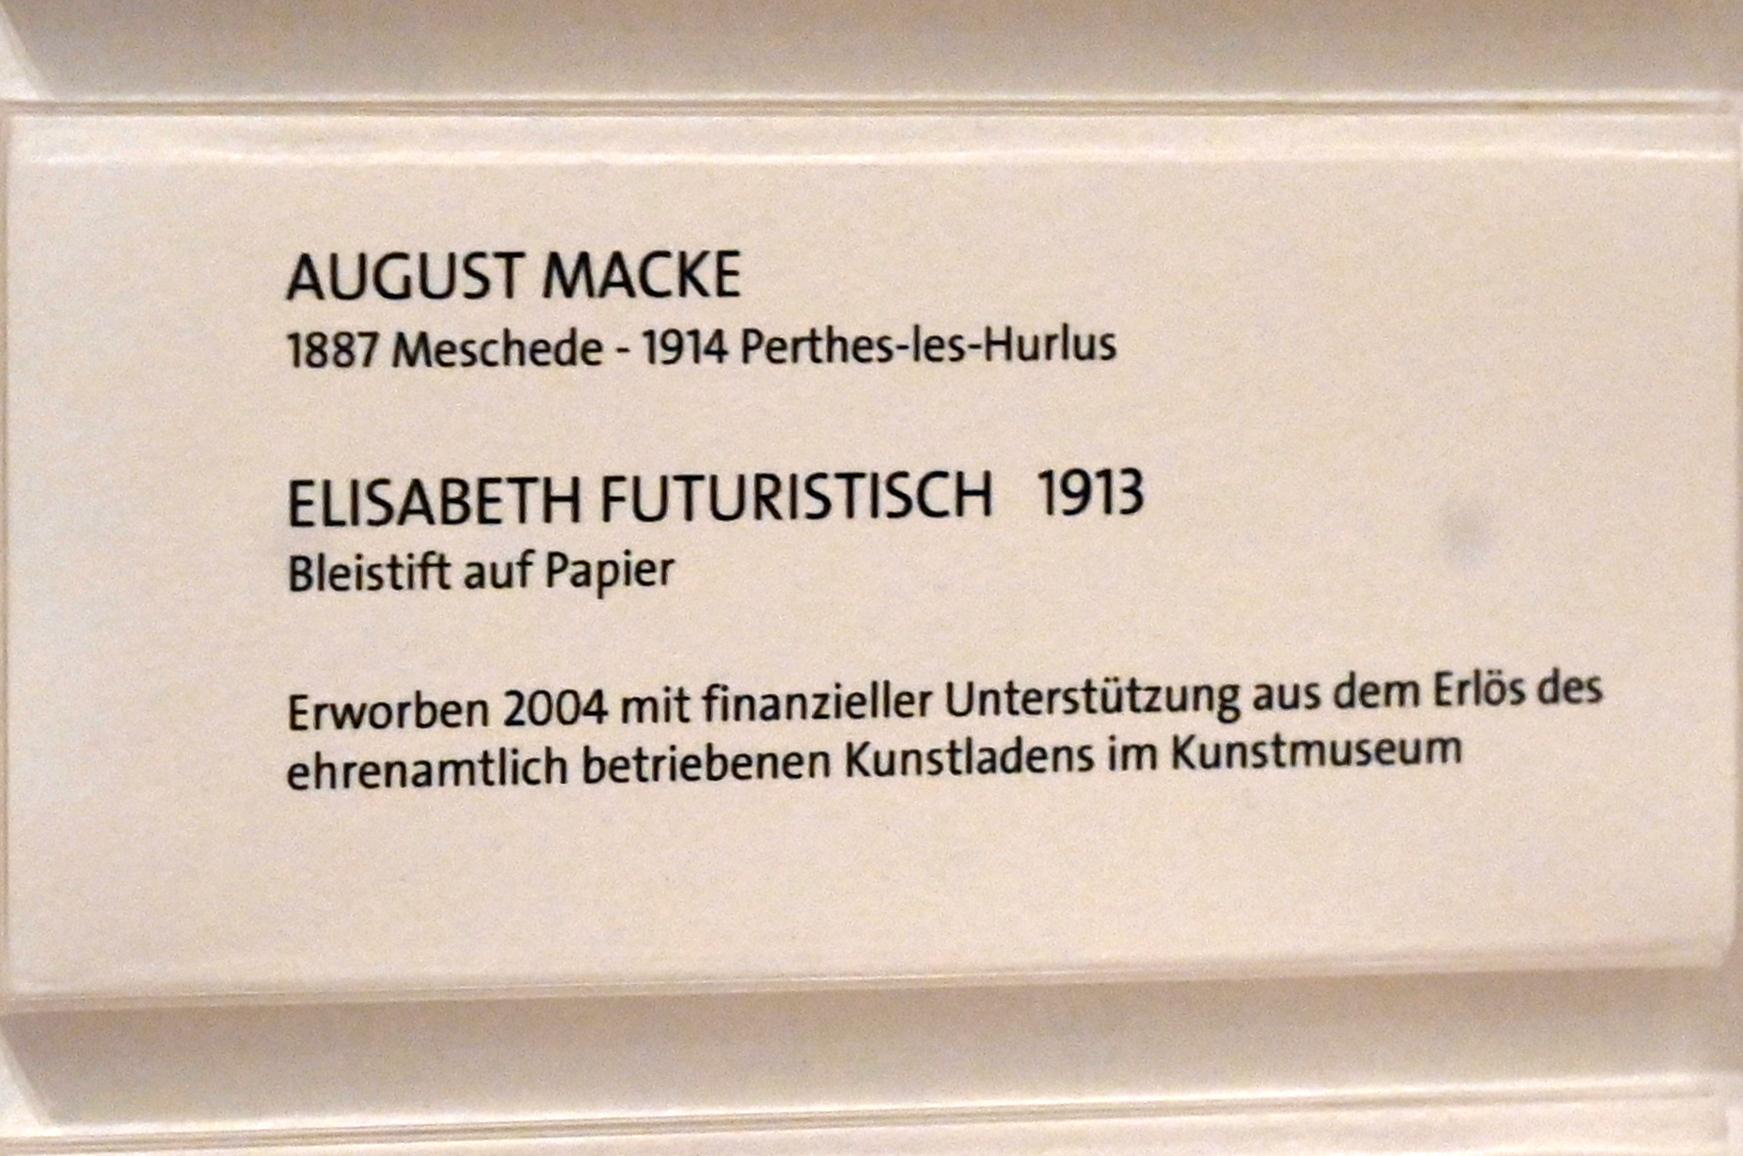 AUGUST MACKE
1887 Meschede - 1914 Perthes-les-Hurlus
ELISABETH FUTURISTISCH 1913
Bleistift auf Papier
Erworben 2004 mit finanzieller Unterstützung aus dem Erlös des
ehrenamtlich betriebenen Kunstladens im Kunstmuseum